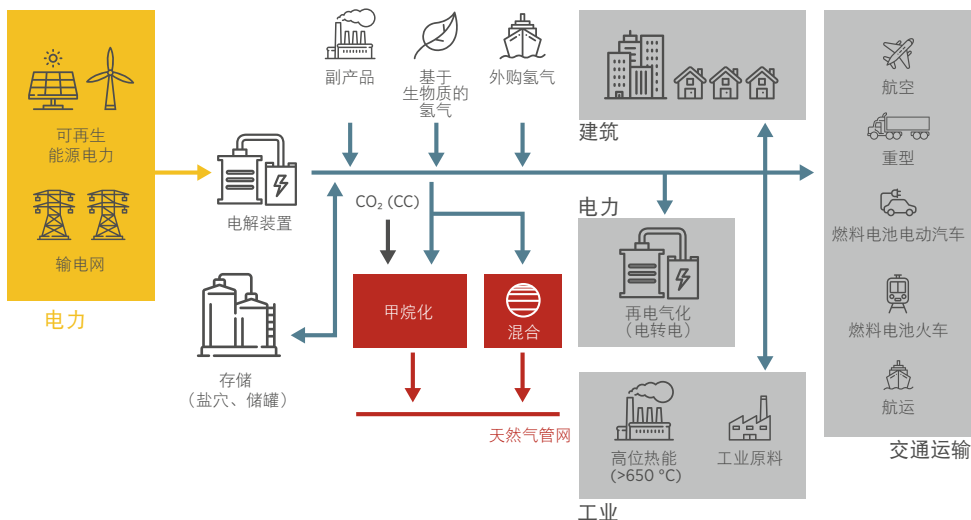 可再生
能源电力
输电网
电力
电解装置
存储
（盐穴、储罐）
副产品
基于
生物质的
氢气
外购氢气
CO₂ (CC)
甲烷化
混合
天然气管网
建筑
电力
再电气化
（电转电）
高位热能
(>650 °C)
工业原料
工业
航空
重型
燃料电池电动汽车
燃料电池火车
航运
交通运输